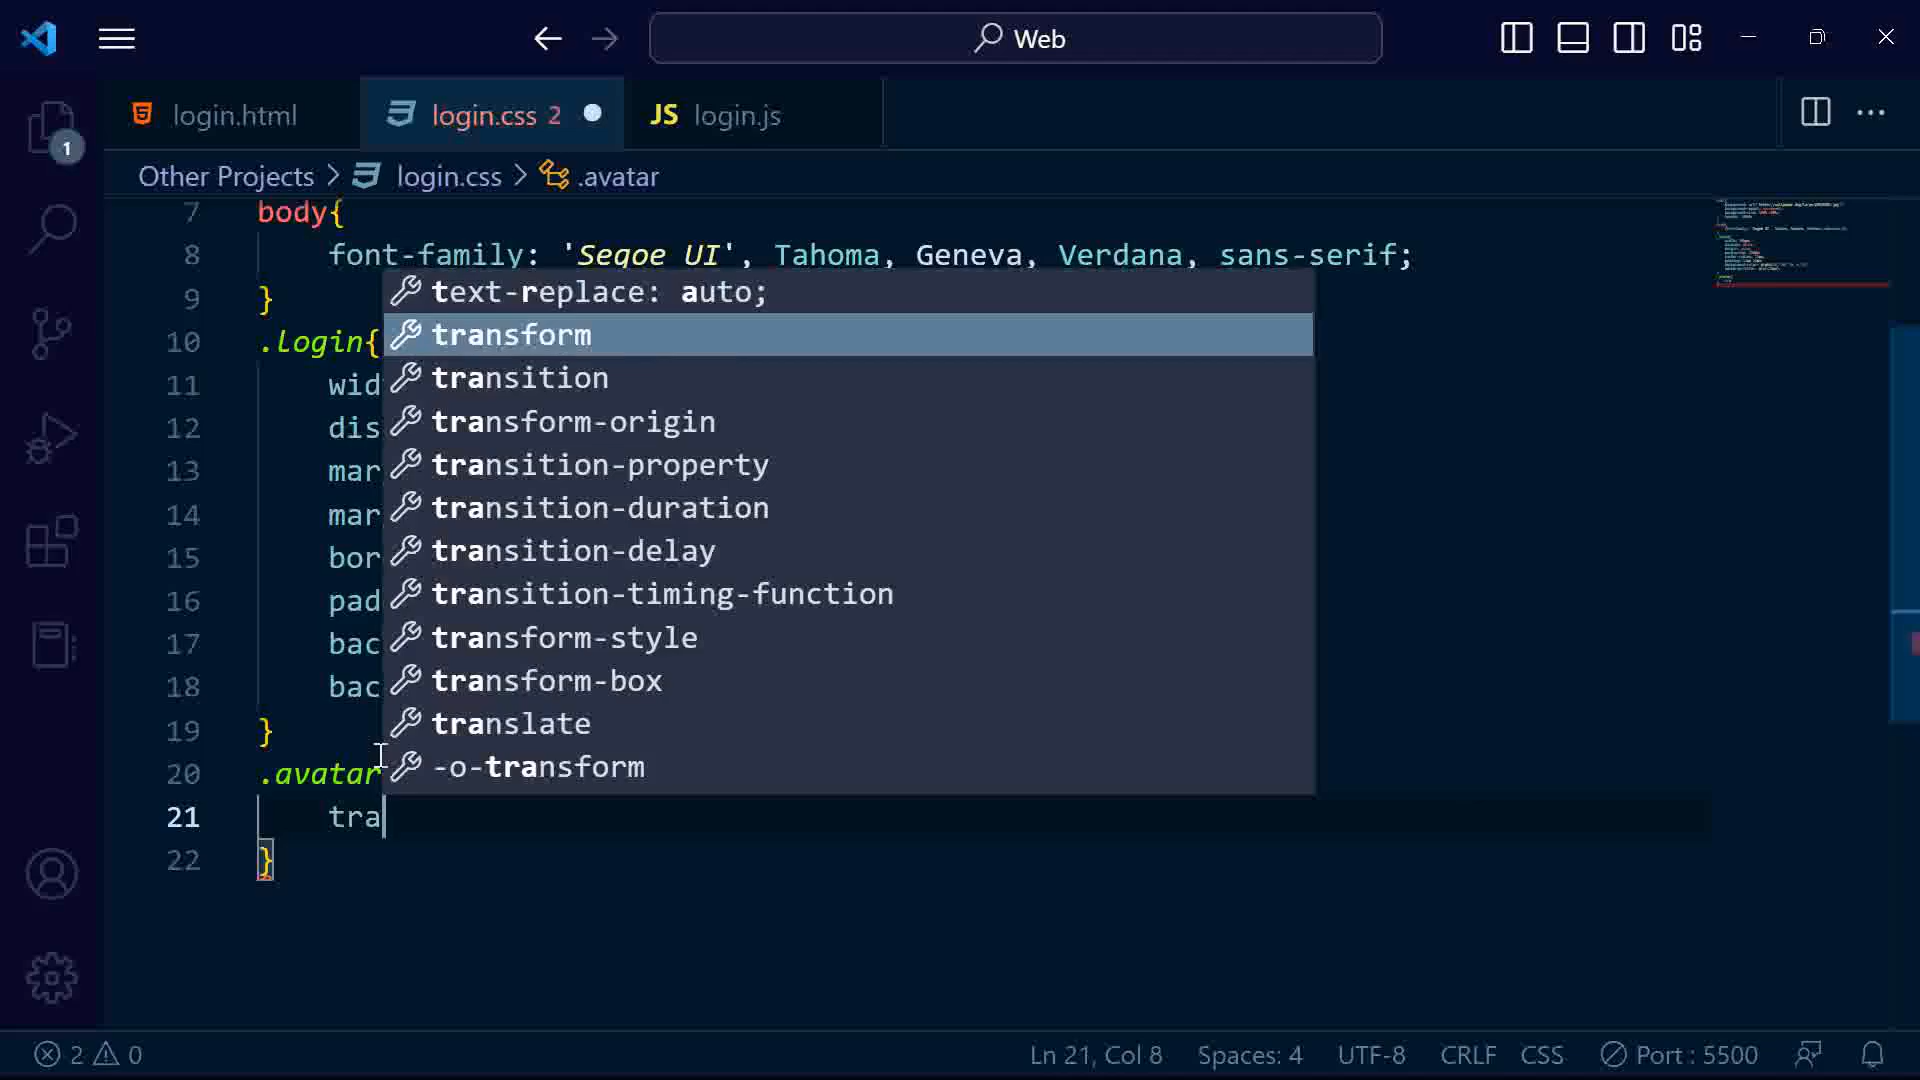 Web
login.html
login.css 2
JS login.js
1
Other Projects > login.css > .avatar
7 body{
8 font-family: 'Segoe UI', Tahoma, Geneva, Verdana, sans-serif;
9 }
text-replace: auto;
transform
10 .login{
11 wid
transition
12 dis
transform-origin
13 mar
transition-property
14 mar
transition-duration
15 bor
transition-delay
16 pad
transition-timing-function
17 bac
transform-style
18 bac
transform-box
19 }
translate
20 .avatar
-o-transform
21 tra
22 }
2 0
Ln 21, Col 8
Spaces: 4
UTF-8
CRLF
CSS
Port : 5500